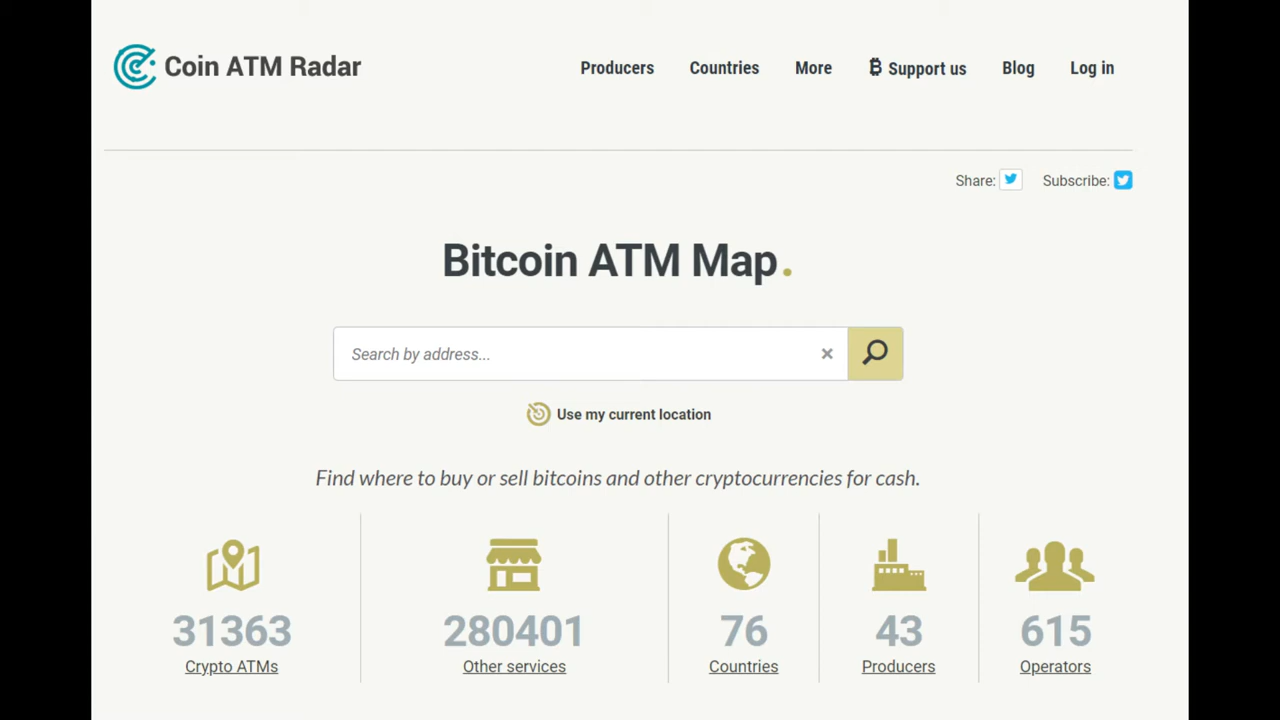 Coin ATM Radar
Producers Countries More Support us Blog Log in
Share: Subscribe:
Bitcoin ATM Map.
Search by address... ×
Use my current location
Find where to buy or sell bitcoins and other cryptocurrencies for cash.
31363 280401 76 43 615
Crypto ATMs Other services Countries Producers Operators